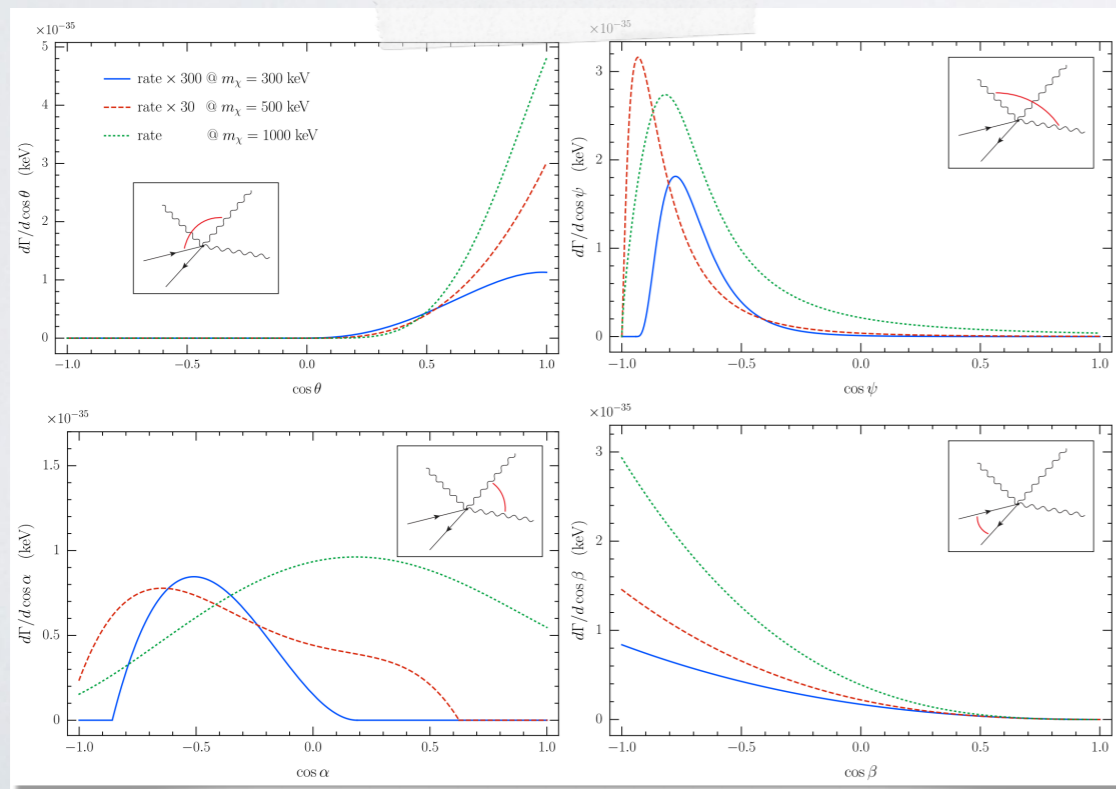 ×10⁻³⁵
5
4
3
2
1
0
dΓ/d cos θ (keV)
rate × 300 @ mχ = 300 keV
rate × 30 @ mχ = 500 keV
rate @ mχ = 1000 keV
−1.0 −0.5 0.0 0.5 1.0
cos θ
×10⁻³⁵
3
2
1
0
dΓ/d cos ψ (keV)
−1.0 −0.5 0.0 0.5 1.0
cos ψ
×10⁻³⁵
1.5
1
0.5
0
dΓ/d cos α (keV)
−1.0 −0.5 0.0 0.5 1.0
cos α
×10⁻³⁵
3
2
1
0
dΓ/d cos β (keV)
−1.0 −0.5 0.0 0.5 1.0
cos β